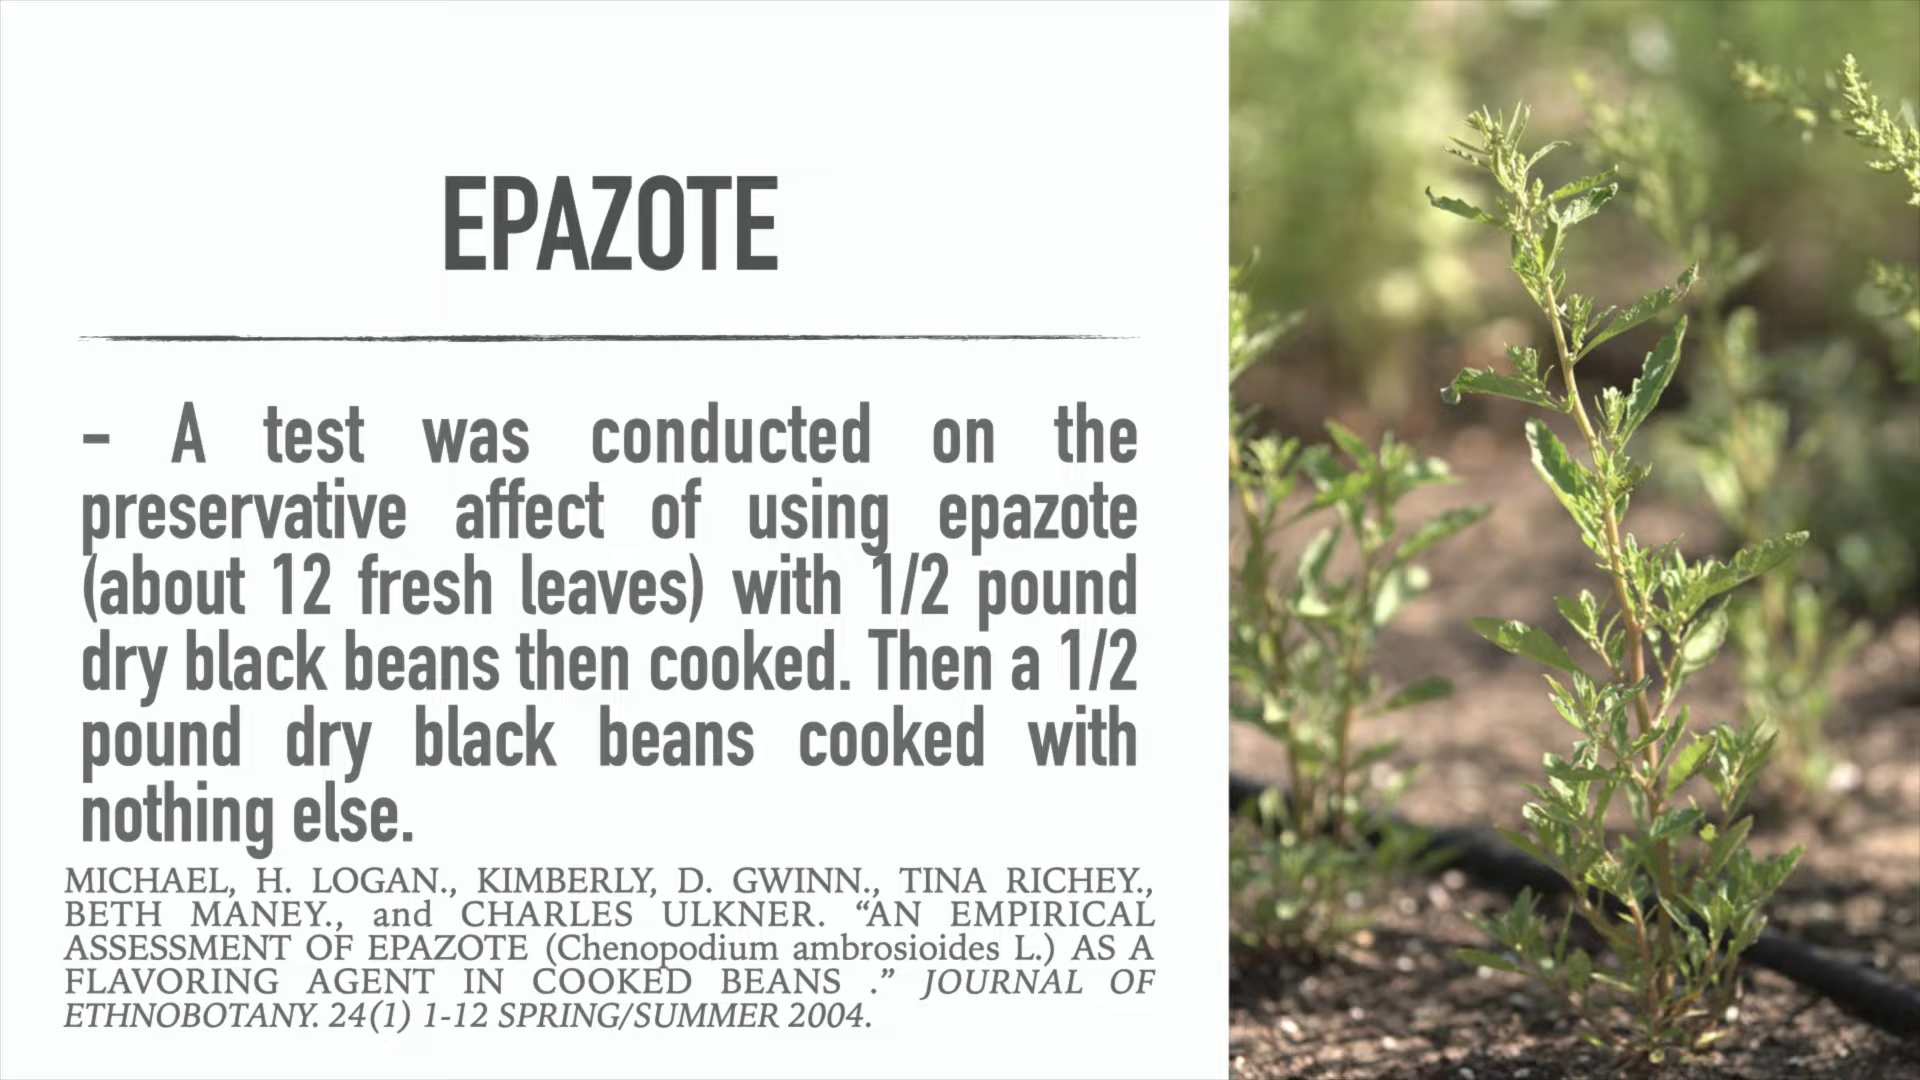 EPAZOTE
– A test was conducted on the
preservative affect of using epazote
(about 12 fresh leaves) with 1/2 pound
dry black beans then cooked. Then a 1/2
pound dry black beans cooked with
nothing else.
MICHAEL, H. LOGAN., KIMBERLY, D. GWINN., TINA RICHEY.,
BETH MANEY., and CHARLES ULKNER. “AN EMPIRICAL
ASSESSMENT OF EPAZOTE (Chenopodium ambrosioides L.) AS A
FLAVORING AGENT IN COOKED BEANS .” JOURNAL OF
ETHNOBOTANY. 24(1) 1-12 SPRING/SUMMER 2004.